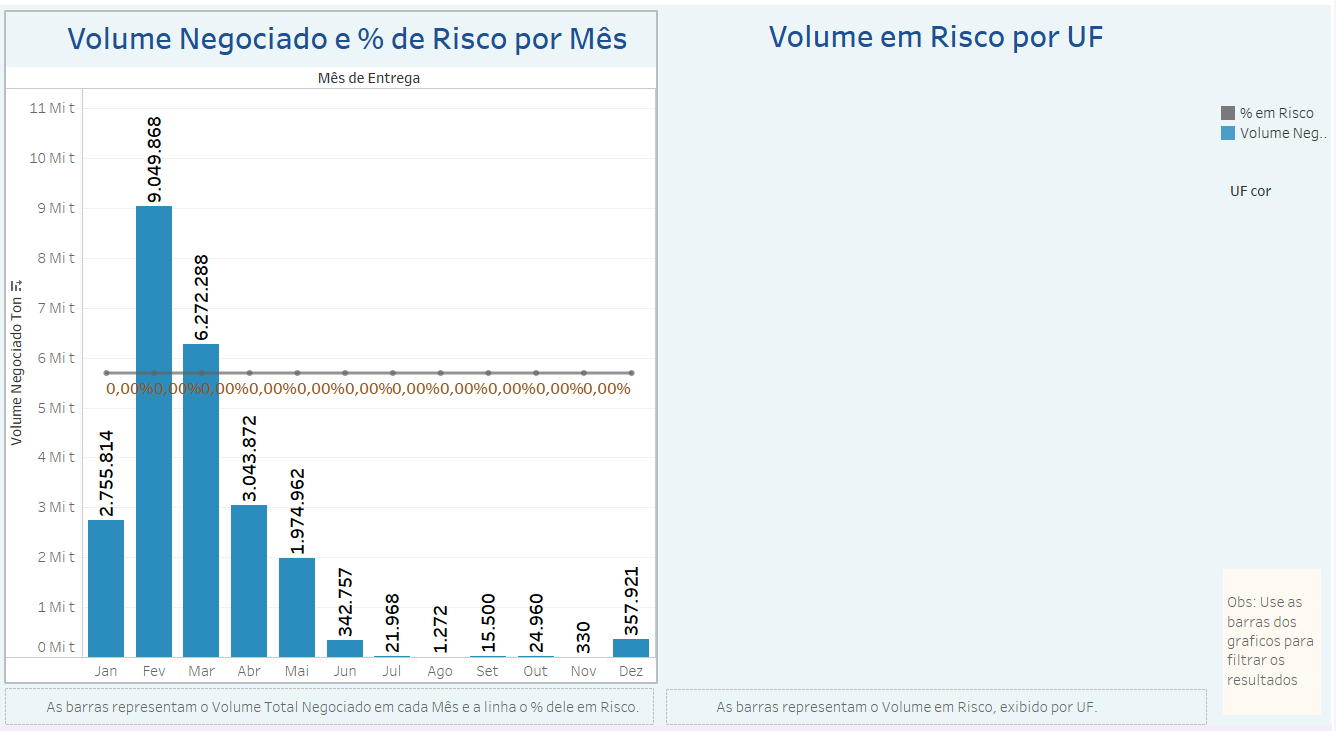 Volume Negociado e % de Risco por Mês
Mês de Entrega
Volume Negociado Ton
11 Mi t
10 Mi t
9 Mi t
8 Mi t
7 Mi t
6 Mi t
5 Mi t
4 Mi t
3 Mi t
2 Mi t
1 Mi t
0 Mi t
2.755.814
9.049.868
6.272.288
3.043.872
1.974.962
342.757
21.968
1.272
15.500
24.960
330
357.921
0,00%0,00%0,00%0,00%0,00%0,00%0,00%0,00%0,00%0,00%0,00%
Jan Fev Mar Abr Mai Jun Jul Ago Set Out Nov Dez
As barras representam o Volume Total Negociado em cada Mês e a linha o % dele em Risco.
Volume em Risco por UF
% em Risco
Volume Neg..
UF cor
Obs: Use as
barras dos
graficos para
filtrar os
resultados
As barras representam o Volume em Risco, exibido por UF.